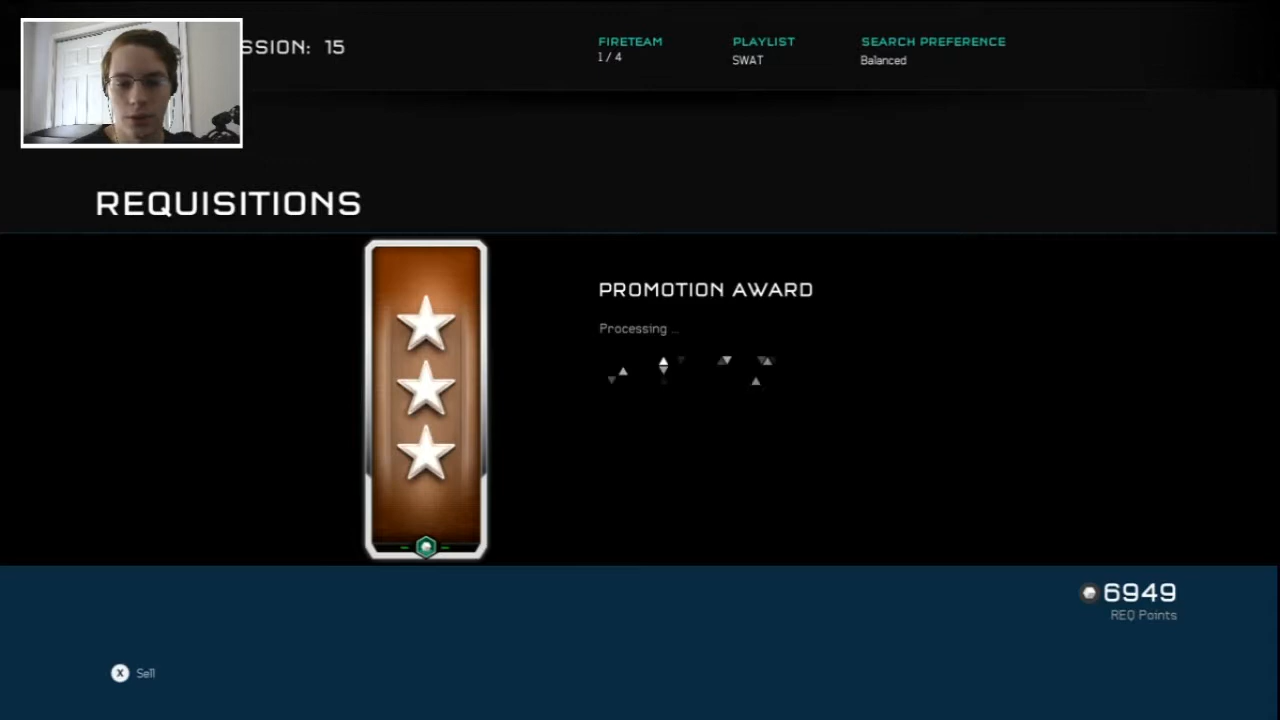 SSION: 15
FIRETEAM
1 / 4
PLAYLIST
SWAT
SEARCH PREFERENCE
Balanced
REQUISITIONS
PROMOTION AWARD
Processing ...
6949
REQ Points
X Sell